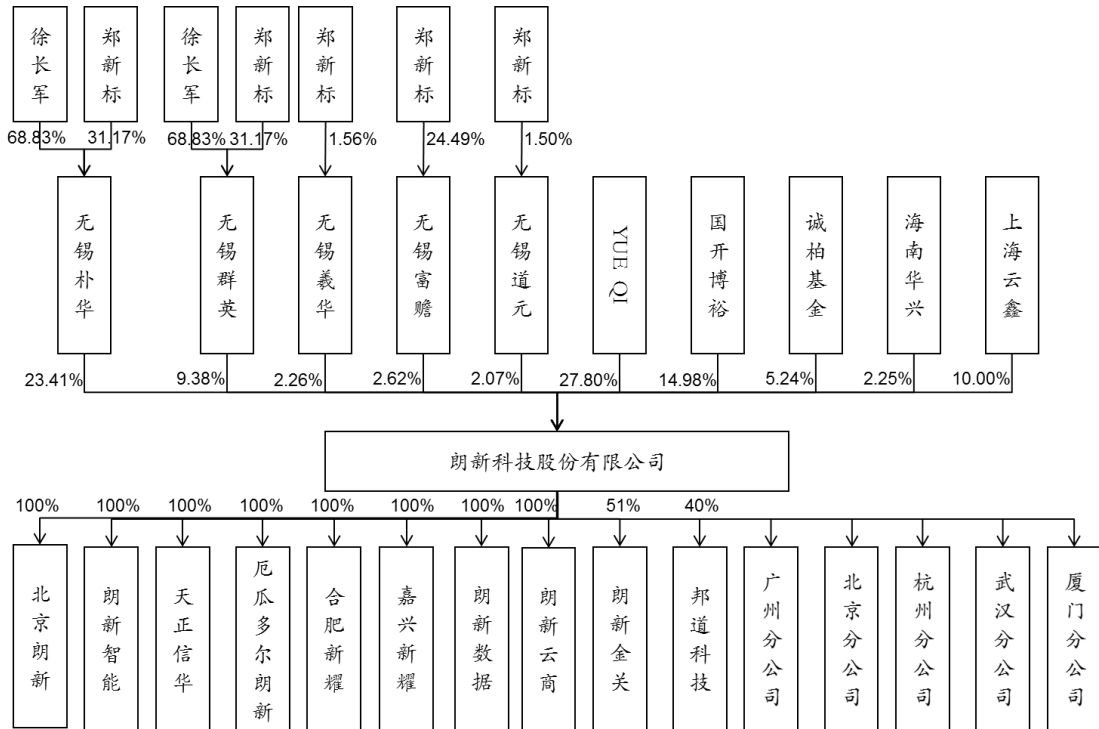 徐长军
郑新标
徐长军
郑新标
郑新标
郑新标
郑新标
68.83%
31.17%
68.83%
31.17%
1.56%
24.49%
1.50%
无锡朴华
无锡群英
无锡羲华
无锡富赡
无锡道元
YUE QI
国开博裕
诚柏基金
海南华兴
上海云鑫
23.41%
9.38%
2.26%
2.62%
2.07%
27.80%
14.98%
5.24%
2.25%
10.00%
朗新科技股份有限公司
100%
100%
100%
100%
100%
100%
100%
100%
51%
40%
北京朗新
朗新智能
天正信华
厄瓜多尔朗新
合肥新耀
嘉兴新耀
朗新数据
朗新云商
朗新金关
邦道科技
广州分公司
北京分公司
杭州分公司
武汉分公司
厦门分公司